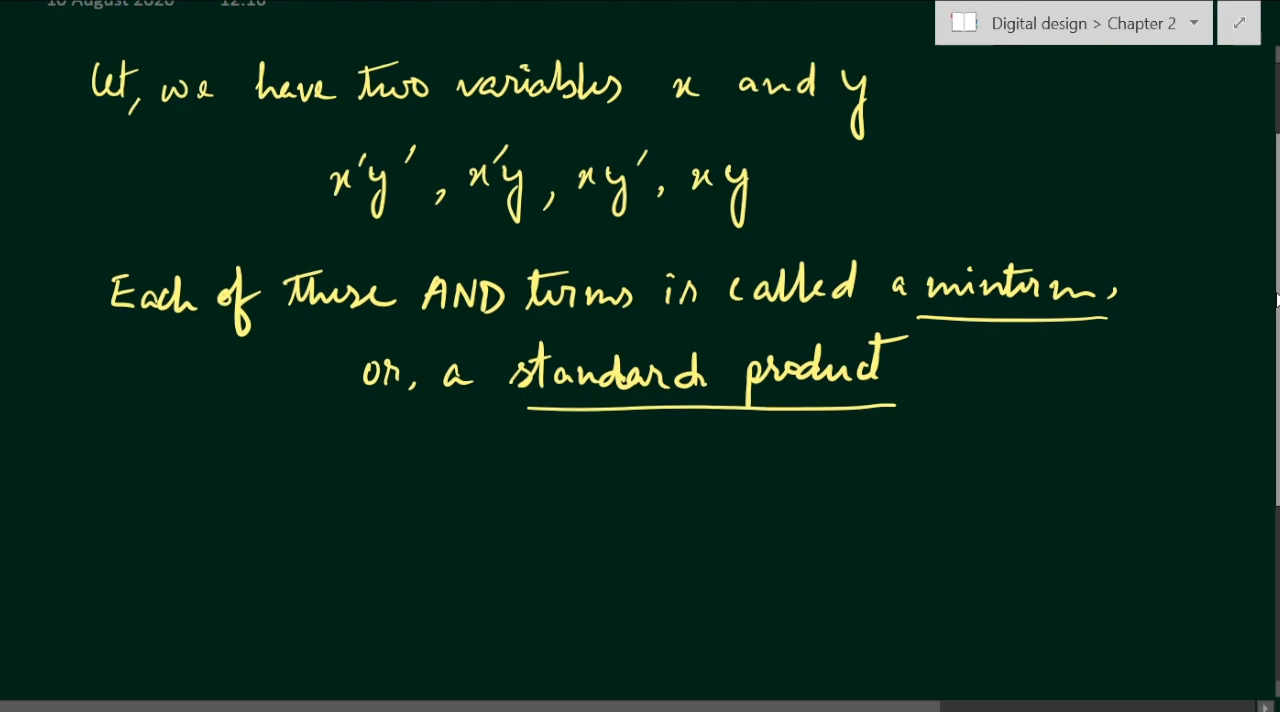 Digital design > Chapter 2
let, we have two variables x and y
x'y', x'y, xy', xy
Each of these AND terms is called a minterm,
or, a standard product